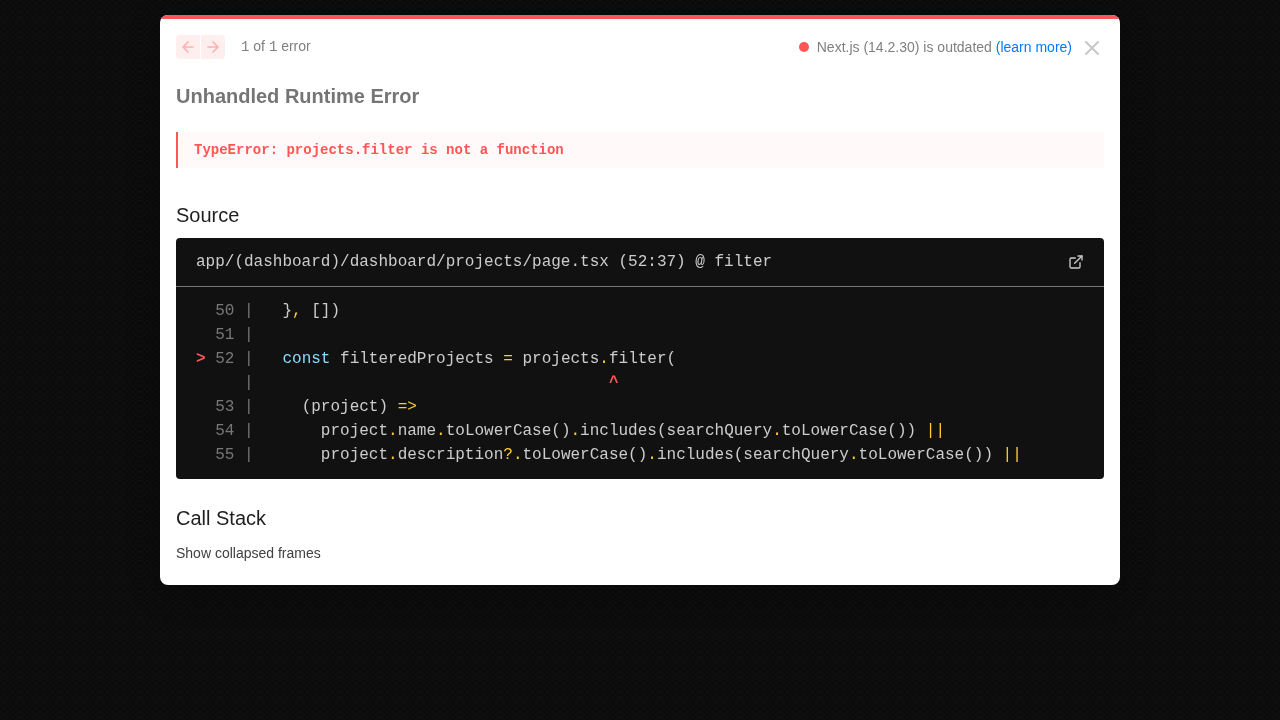 1 of 1 error
Next.js (14.2.30) is outdated (learn more)
Unhandled Runtime Error
TypeError: projects.filter is not a function
Source
app/(dashboard)/dashboard/projects/page.tsx (52:37) @ filter
50 |   }, [])
51 |
> 52 |   const filteredProjects = projects.filter(
|                                     ^
53 |     (project) =>
54 |       project.name.toLowerCase().includes(searchQuery.toLowerCase()) ||
55 |       project.description?.toLowerCase().includes(searchQuery.toLowerCase()) ||
Call Stack
Show collapsed frames